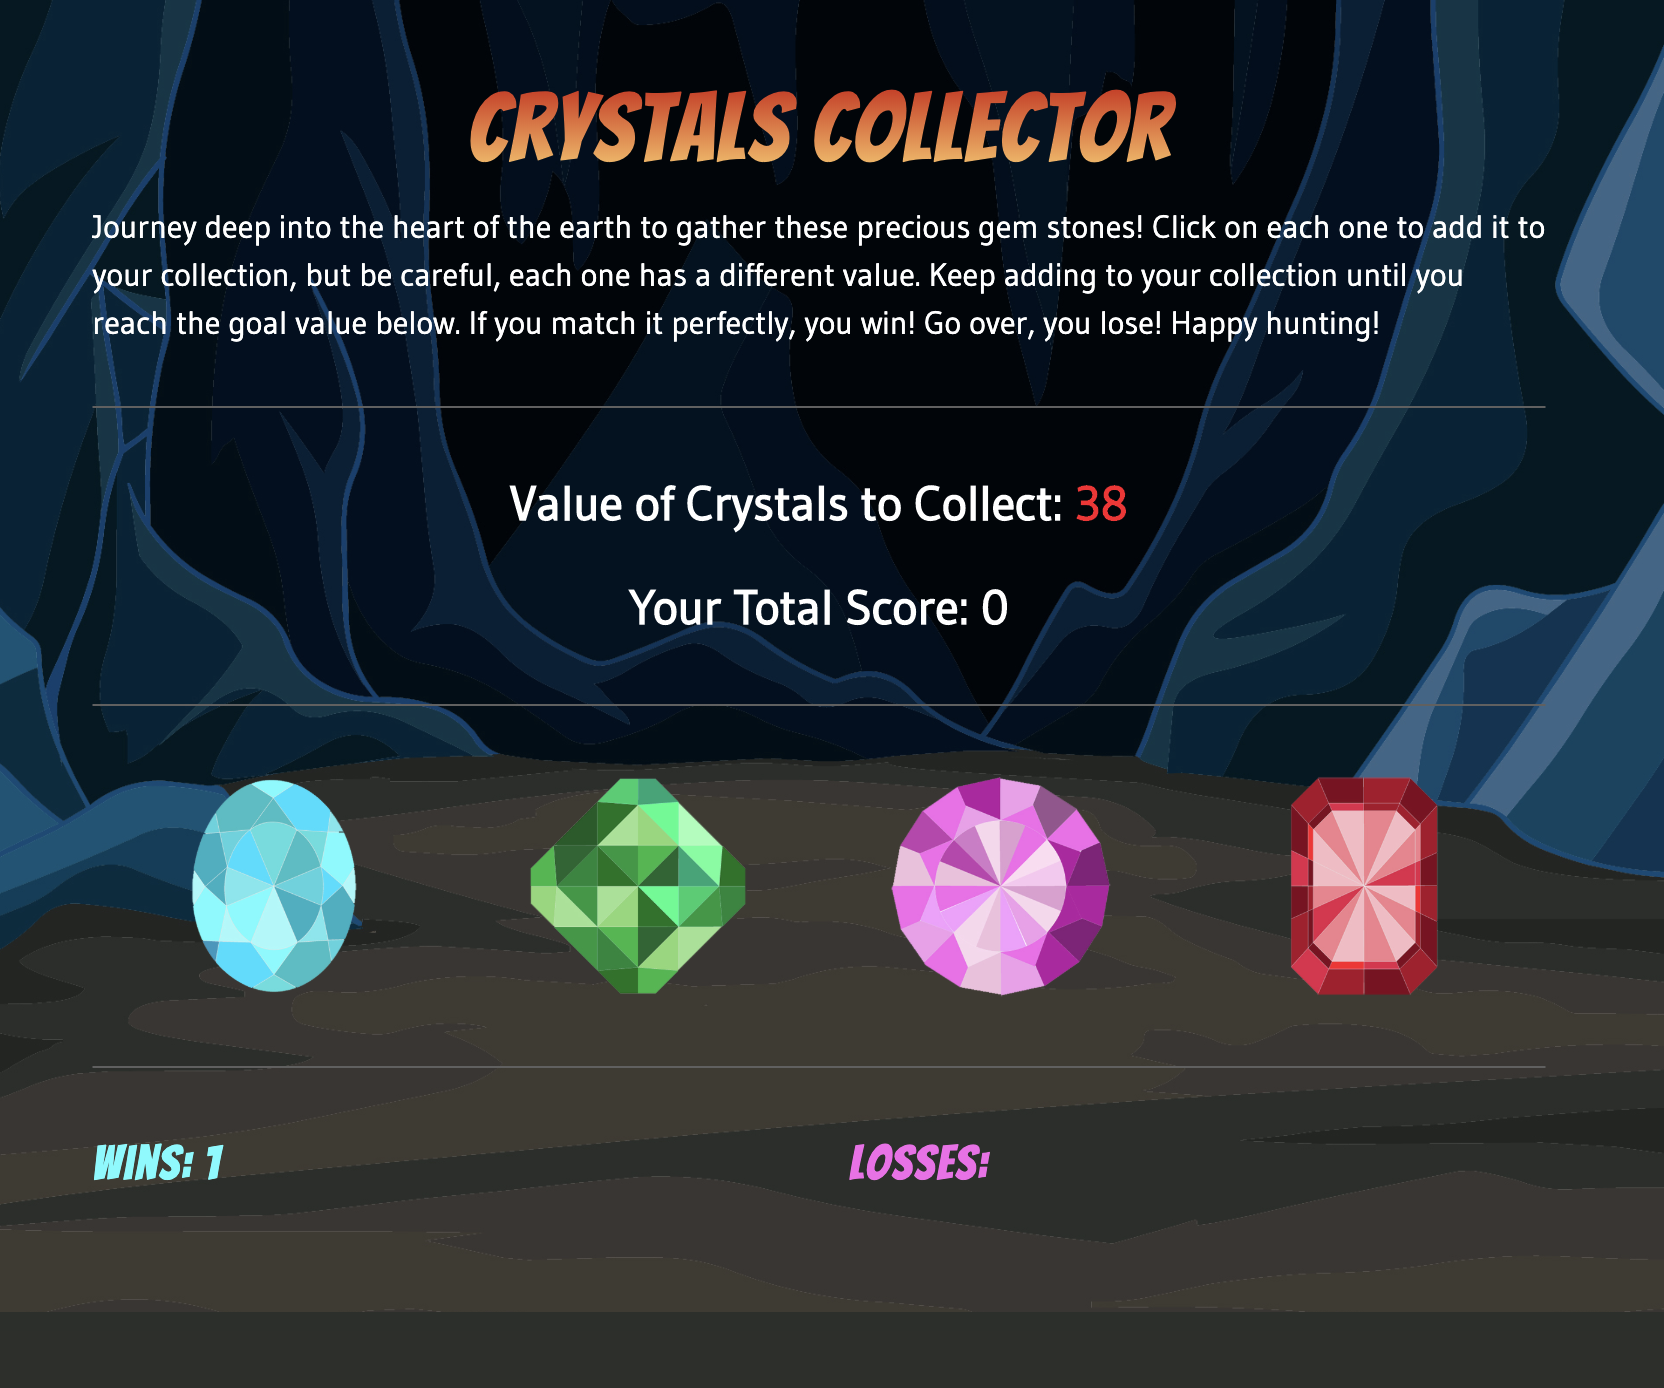 CRYSTALS COLLECTOR
Journey deep into the heart of the earth to gather these precious gem stones! Click on each one to add it to
your collection, but be careful, each one has a different value. Keep adding to your collection until you
reach the goal value below. If you match it perfectly, you win! Go over, you lose! Happy hunting!
Value of Crystals to Collect: 38
Your Total Score: 0
WINS: 1
LOSSES: